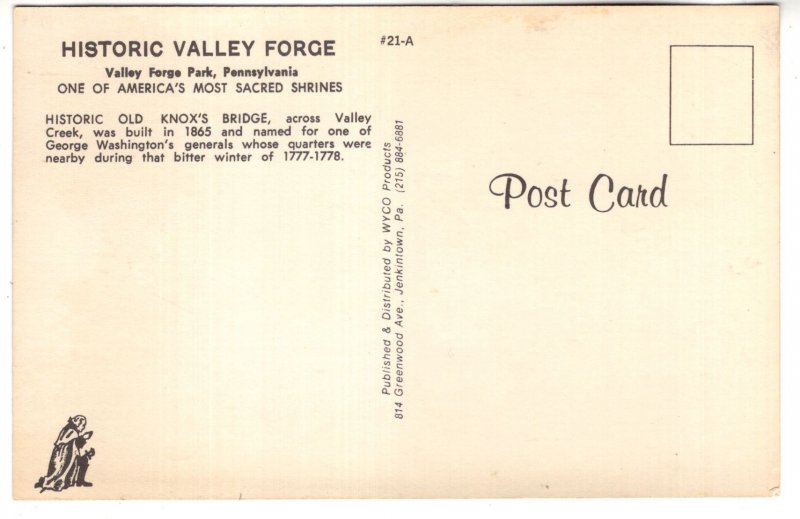 HISTORIC VALLEY FORGE
Valley Forge Park, Pennsylvania
ONE OF AMERICA'S MOST SACRED SHRINES
HISTORIC OLD KNOX'S BRIDGE, across Valley
Creek, was built in 1865 and named for one of
George Washington's generals whose quarters were
nearby during that bitter winter of 1777-1778.
#21-A
Published & Distributed by WYCO Products
814 Greenwood Ave., Jenkintown, Pa. (215) 884-6881
Post Card